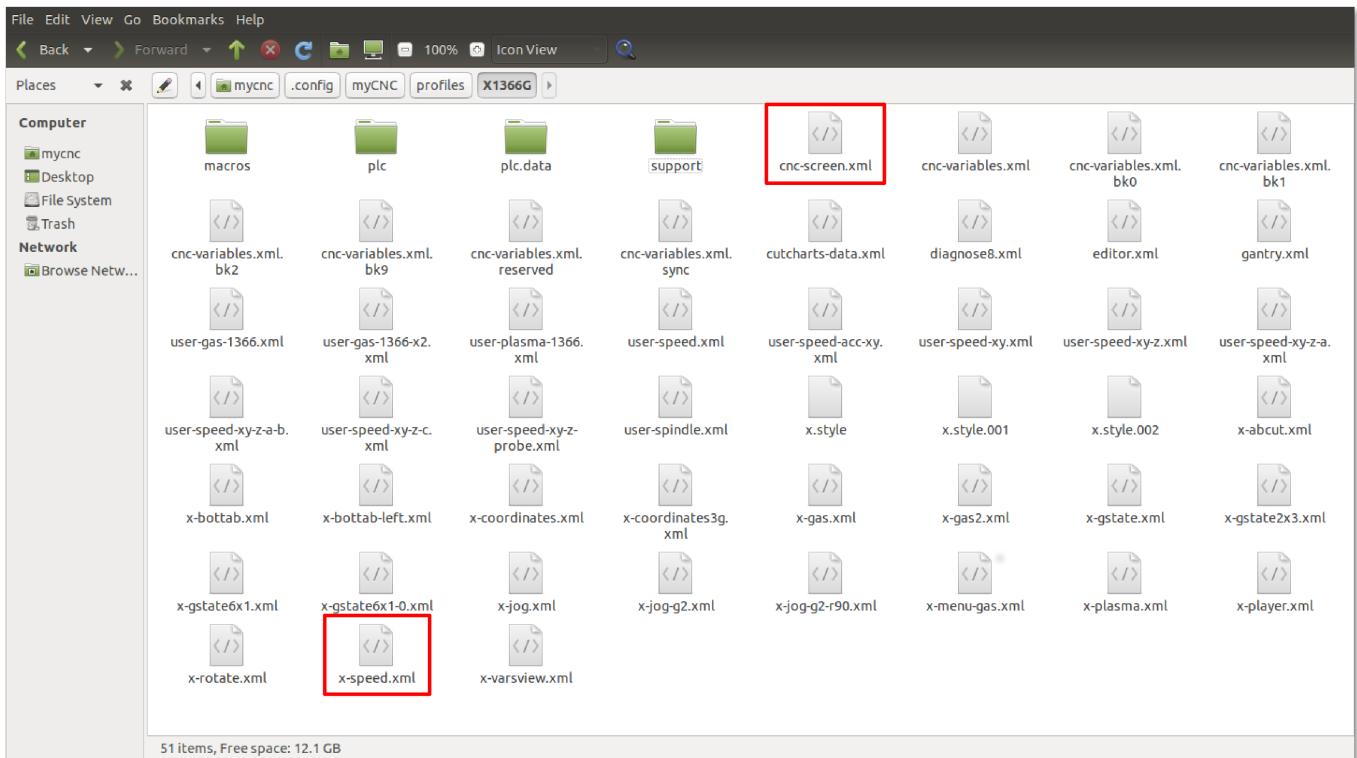 File Edit View Go Bookmarks Help
Back Forward 100% Icon View
Places mycnc .config myCNC profiles X1366G
Computer
mycnc
Desktop
File System
Trash
Network
Browse Netw...
macros plc plc.data support cnc-screen.xml cnc-variables.xml cnc-variables.xml. cnc-variables.xml.
bk0 bk1
cnc-variables.xml. cnc-variables.xml. cnc-variables.xml. cnc-variables.xml. cutcharts-data.xml diagnose8.xml editor.xml gantry.xml
bk2 bk9 reserved sync
user-gas-1366.xml user-gas-1366-x2. user-plasma-1366. user-speed.xml user-speed-acc-xy. user-speed-xy.xml user-speed-xy-z.xml user-speed-xy-z-a.
xml xml xml xml
user-speed-xy-z-a-b. user-speed-xy-z-c. user-speed-xy-z- user-spindle.xml x.style x.style.001 x.style.002 x-abcut.xml
xml xml probe.xml
x-bottab.xml x-bottab-left.xml x-coordinates.xml x-coordinates3g. x-gas.xml x-gas2.xml x-gstate.xml x-gstate2x3.xml
xml
x-gstate6x1.xml x-gstate6x1-0.xml x-jog.xml x-jog-g2.xml x-jog-g2-r90.xml x-menu-gas.xml x-plasma.xml x-player.xml
x-rotate.xml x-speed.xml x-varsview.xml
51 items, Free space: 12.1 GB